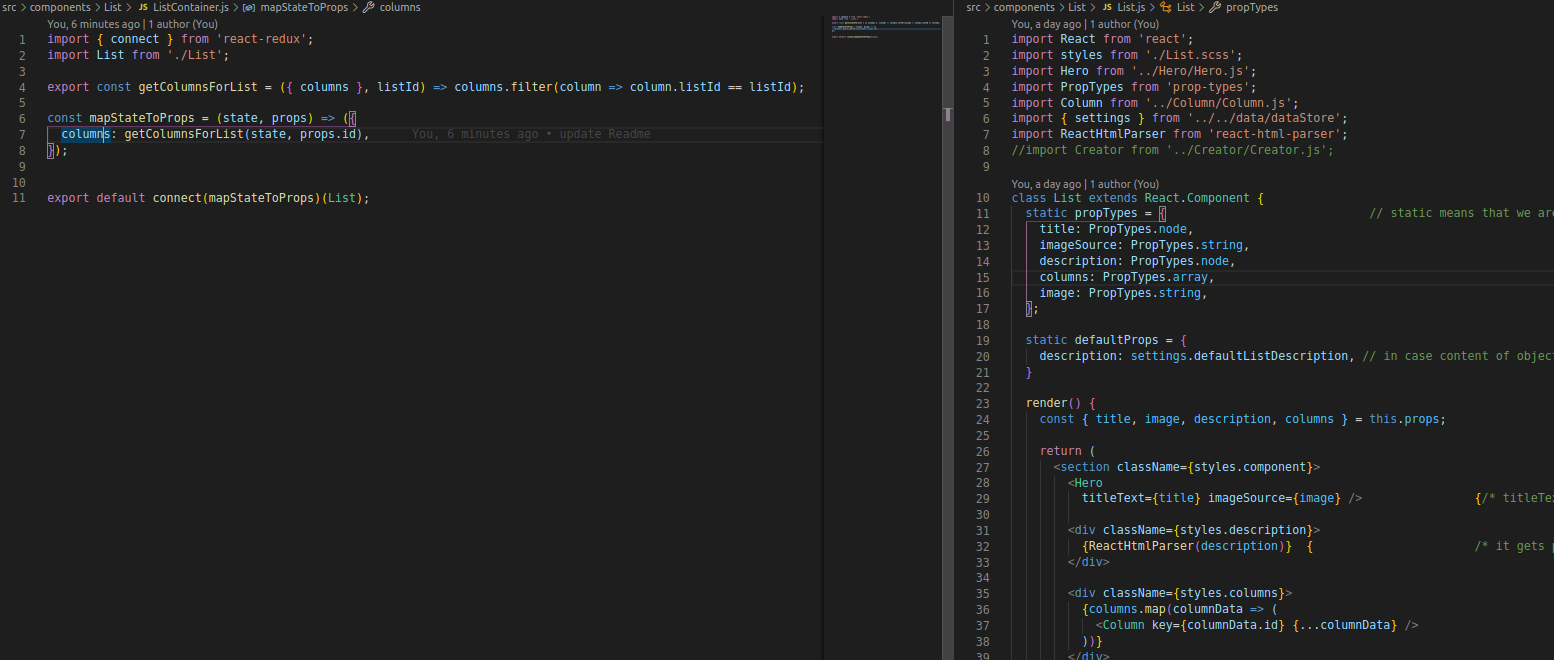 src > components > List > JS ListContainer.js > mapStateToProps > columns
You, 6 minutes ago | 1 author (You)
1 import { connect } from 'react-redux';
2 import List from './List';
3
4 export const getColumnsForList = ({ columns }, listId) => columns.filter(column => column.listId == listId);
5
6 const mapStateToProps = (state, props) => ({
7 columns: getColumnsForList(state, props.id), You, 6 minutes ago • update Readme
8 });
9
10
11 export default connect(mapStateToProps)(List);
src > components > List > JS List.js > List > propTypes
You, a day ago | 1 author (You)
1 import React from 'react';
2 import styles from './List.scss';
3 import Hero from '../Hero/Hero.js';
4 import PropTypes from 'prop-types';
5 import Column from '../Column/Column.js';
6 import { settings } from '../../data/dataStore';
7 import ReactHtmlParser from 'react-html-parser';
8 //import Creator from '../Creator/Creator.js';
9
You, a day ago | 1 author (You)
10 class List extends React.Component {
11 static propTypes = { // static means that we are
12 title: PropTypes.node,
13 imageSource: PropTypes.string,
14 description: PropTypes.node,
15 columns: PropTypes.array,
16 image: PropTypes.string,
17 };
18
19 static defaultProps = {
20 description: settings.defaultListDescription, // in case content of objec
21 }
22
23 render() {
24 const { title, image, description, columns } = this.props;
25
26 return (
27 <section className={styles.component}>
28 <Hero
29 titleText={title} imageSource={image} /> {/* titleTe
30
31 <div className={styles.description}>
32 {ReactHtmlParser(description)} { /* it gets
33 </div>
34
35 <div className={styles.columns}>
36 {columns.map(columnData => (
37 <Column key={columnData.id} {...columnData} />
38 ))}
39 </div>